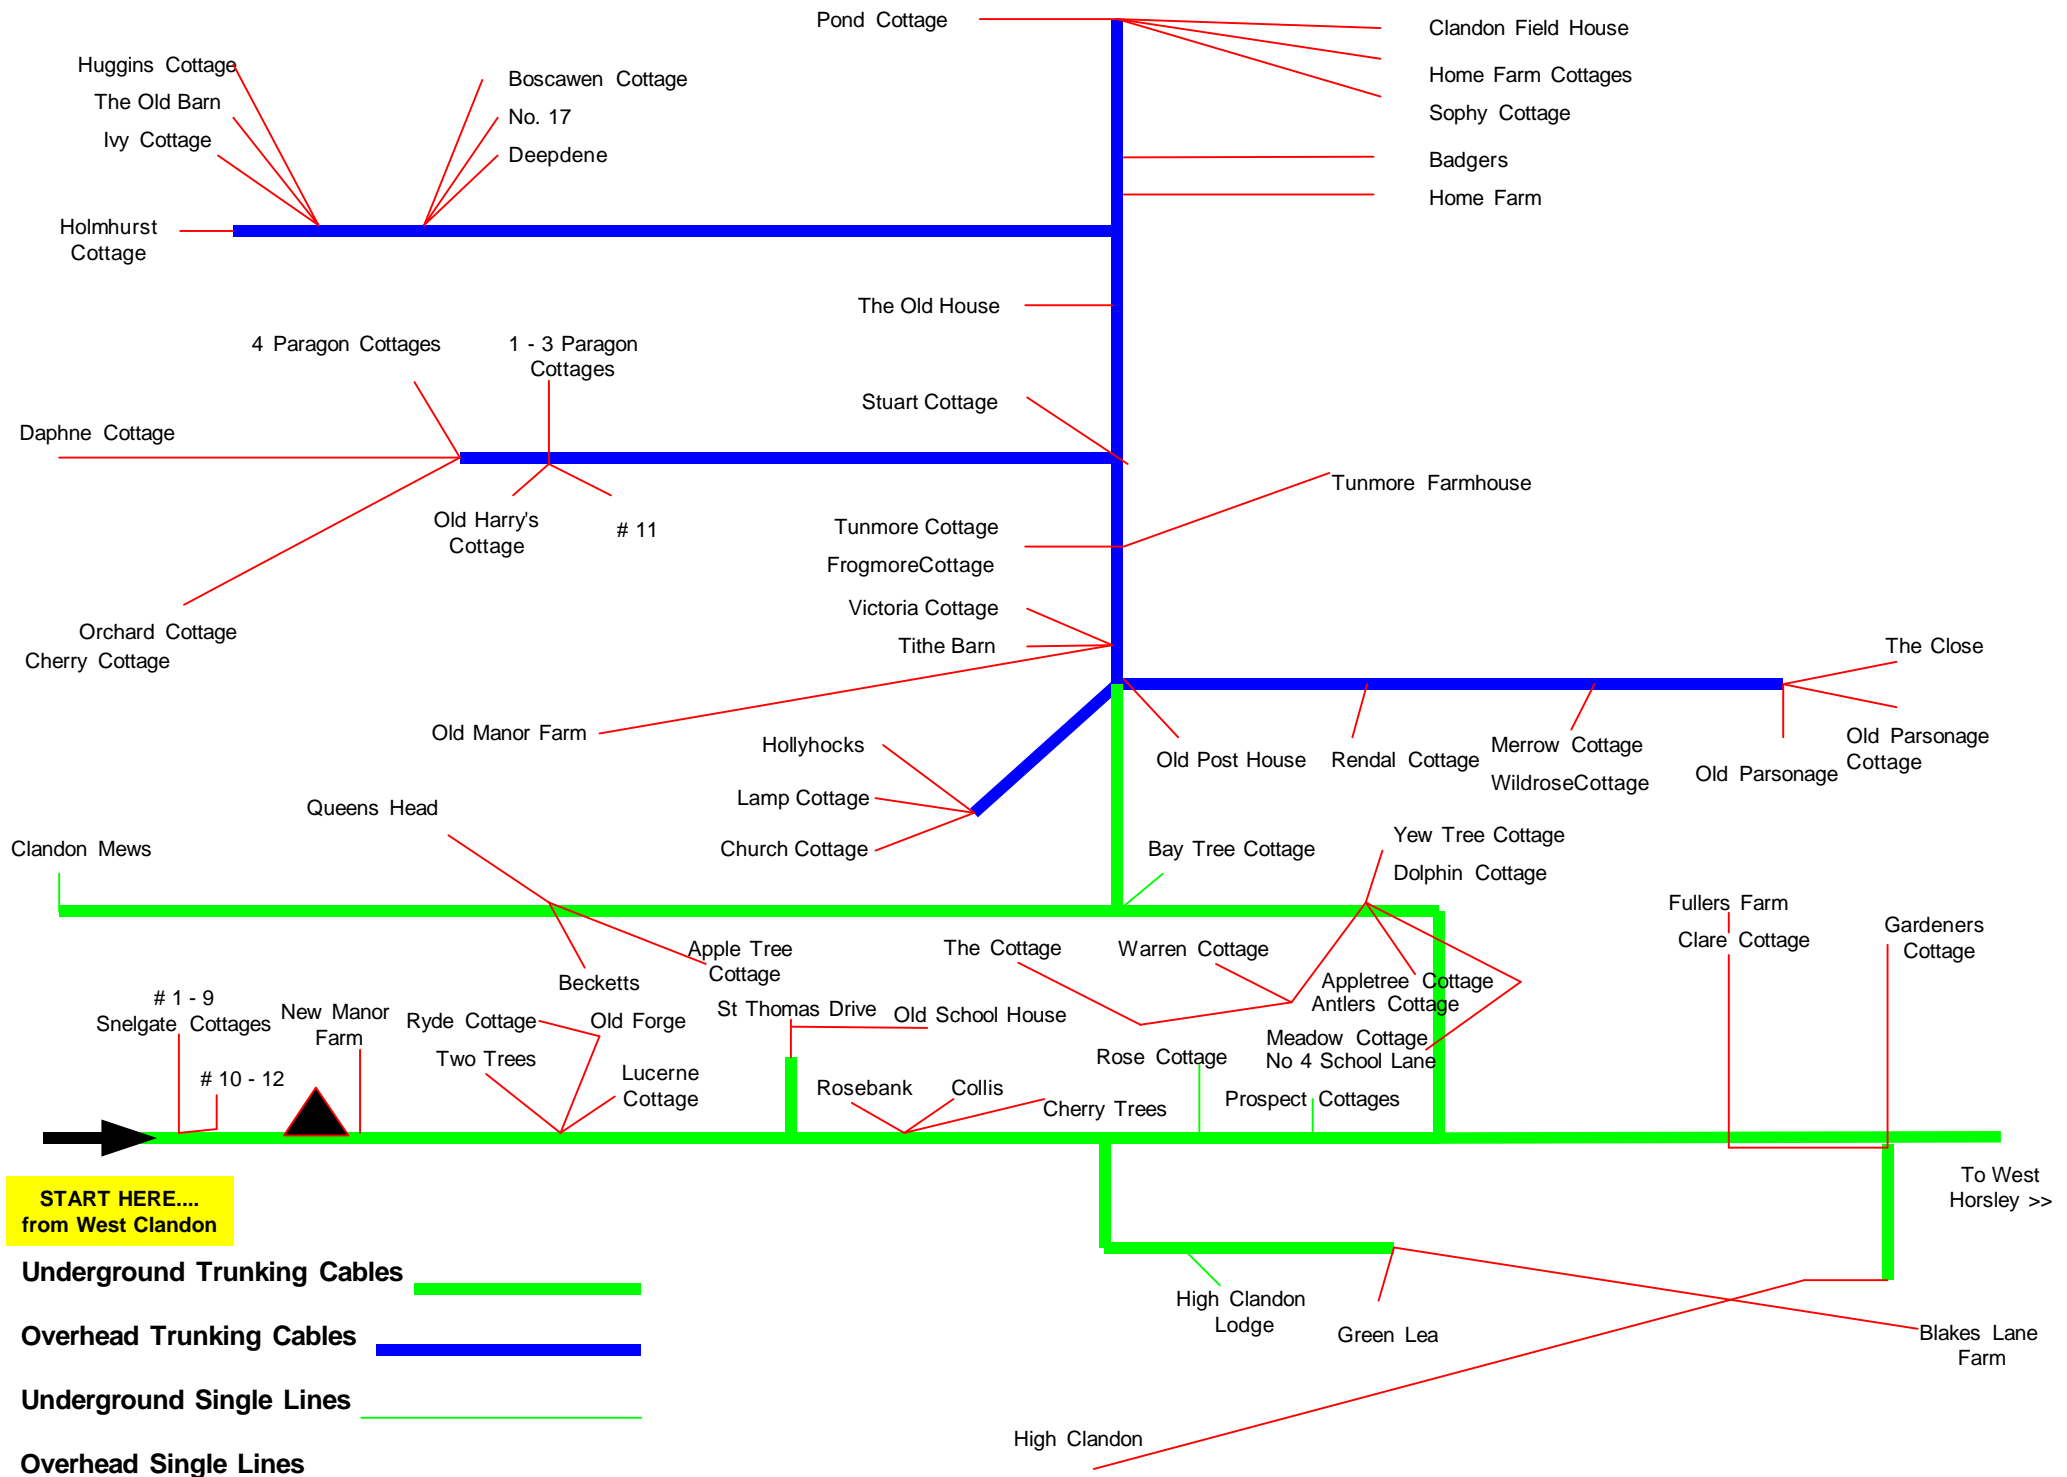 Pond Cottage
Clandon Field House
Huggins Cottage
Boscawen Cottage
Home Farm Cottages
The Old Barn
No. 17
Sophy Cottage
Ivy Cottage
Deepdene
Badgers
Home Farm
Holmhurst
Cottage
The Old House
4 Paragon Cottages
1 - 3 Paragon
Cottages
Stuart Cottage
Daphne Cottage
Tunmore Farmhouse
Old Harry's
Cottage
# 11
Tunmore Cottage
FrogmoreCottage
Victoria Cottage
Tithe Barn
Orchard Cottage
Cherry Cottage
The Close
Old Manor Farm
Hollyhocks
Old Post House
Rendal Cottage
Merrow Cottage
WildroseCottage
Old Parsonage
Old Parsonage
Cottage
Lamp Cottage
Queens Head
Church Cottage
Clandon Mews
Bay Tree Cottage
Yew Tree Cottage
Dolphin Cottage
Fullers Farm
Clare Cottage
Gardeners
Cottage
Apple Tree
Cottage
Becketts
The Cottage
Warren Cottage
Appletree Cottage
Antlers Cottage
# 1 - 9
Snelgate Cottages
New Manor
Farm
Ryde Cottage
Old Forge
St Thomas Drive
Old School House
Meadow Cottage
No 4 School Lane
Two Trees
Rose Cottage
# 10 - 12
Lucerne
Cottage
Rosebank
Collis
Cherry Trees
Prospect Cottages
START HERE....
from West Clandon
To West
Horsley >>
Underground Trunking Cables
High Clandon
Lodge
Green Lea
Blakes Lane
Farm
Overhead Trunking Cables
Underground Single Lines
High Clandon
Overhead Single Lines